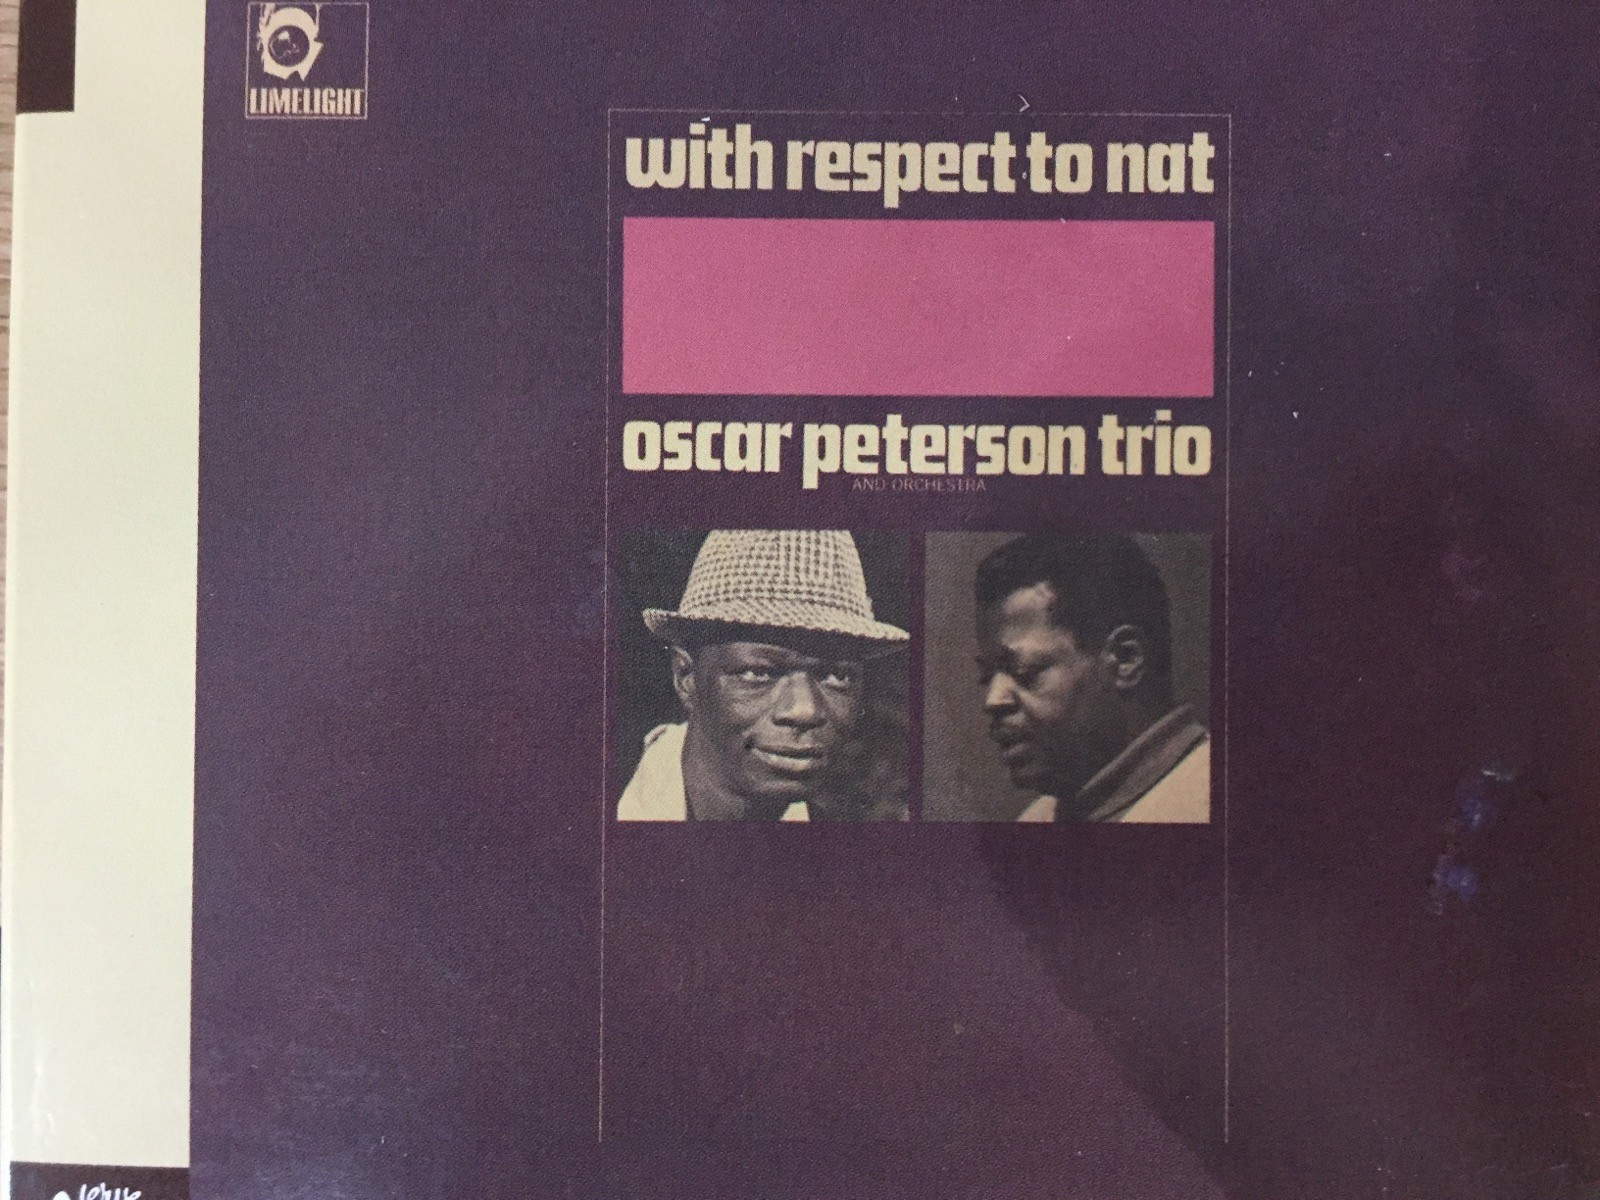 LIMELIGHT
with respect to nat
oscar peterson trio
AND ORCHESTRA